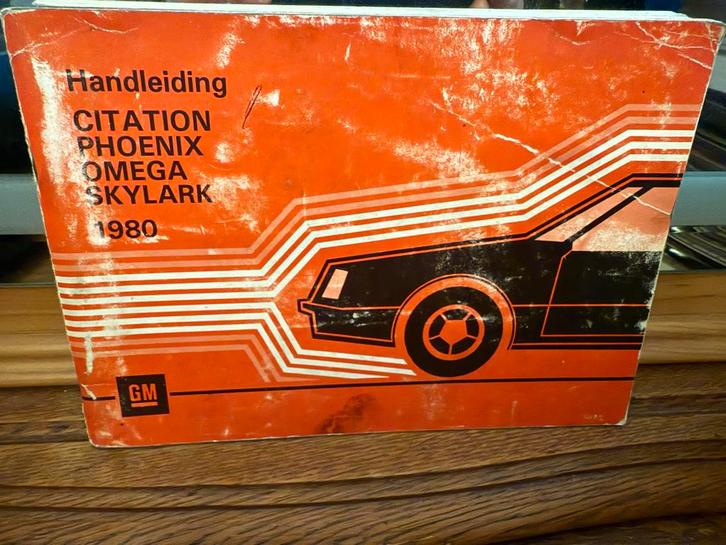 Handleiding
CITATION
PHOENIX
OMEGA
SKYLARK
1980
GM